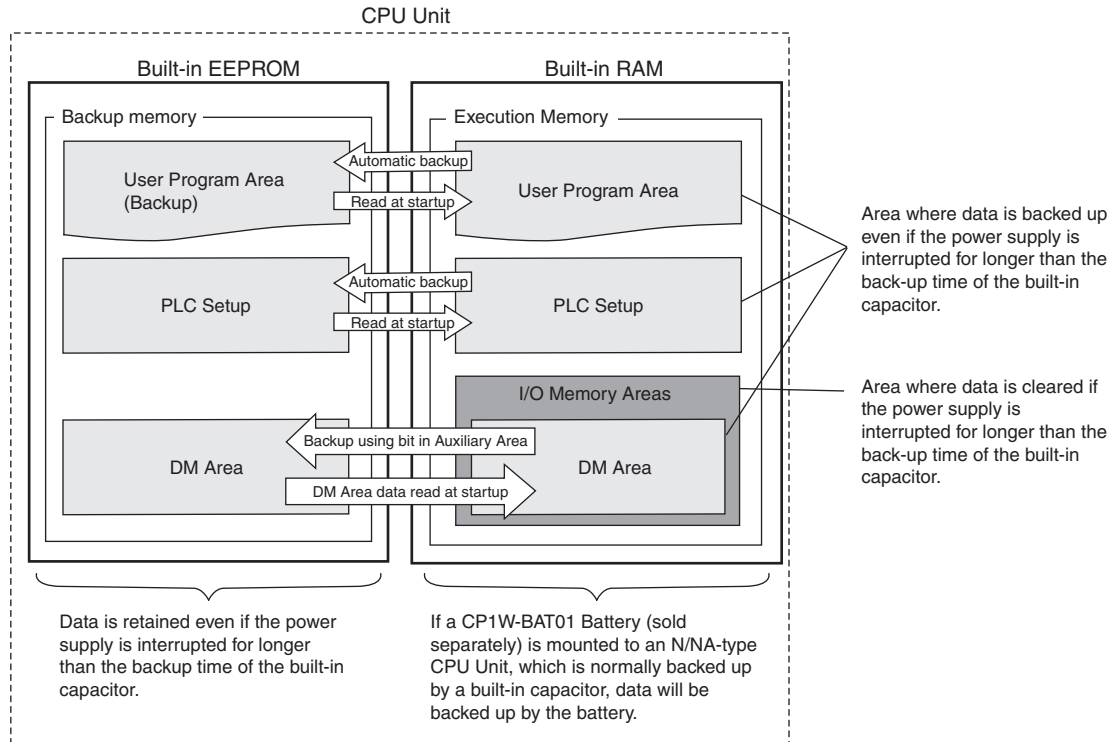 CPU Unit
Built-in EEPROM
Built-in RAM
Backup memory
Execution Memory
User Program Area
(Backup)
Automatic backup
Read at startup
User Program Area
PLC Setup
Automatic backup
Read at startup
PLC Setup
I/O Memory Areas
DM Area
Backup using bit in Auxiliary Area
DM Area data read at startup
DM Area
Area where data is backed up
even if the power supply is
interrupted for longer than the
back-up time of the built-in
capacitor.
Area where data is cleared if
the power supply is
interrupted for longer than the
back-up time of the built-in
capacitor.
Data is retained even if the power
supply is interrupted for longer
than the backup time of the built-in
capacitor.
If a CP1W-BAT01 Battery (sold
separately) is mounted to an N/NA-type
CPU Unit, which is normally backed up
by a built-in capacitor, data will be
backed up by the battery.